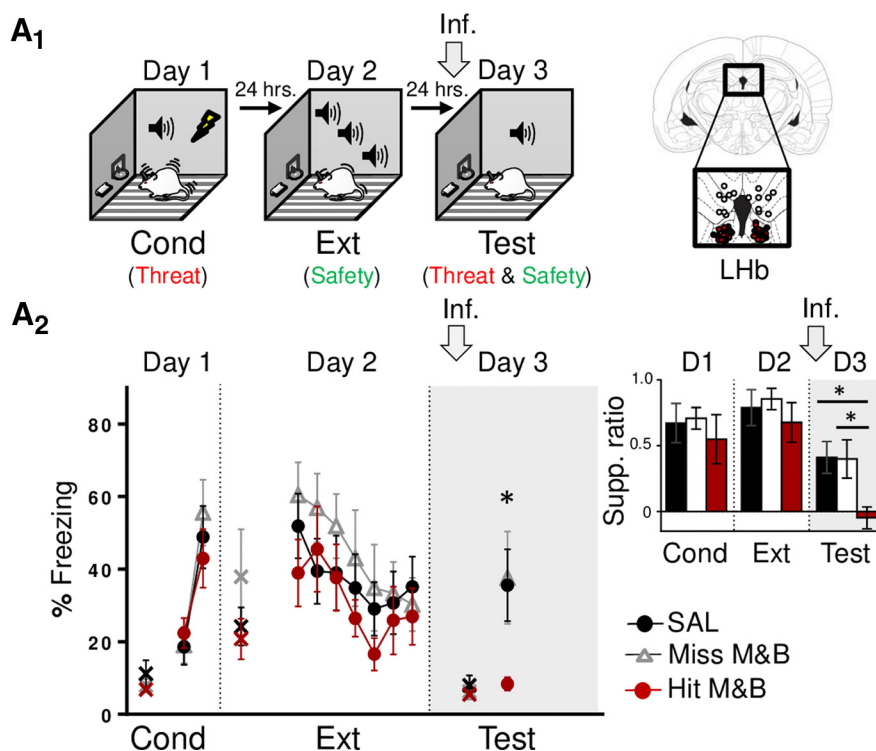 A1
Inf.
Day 1
24 hrs.
Day 2
24 hrs.
Day 3
Cond
(Threat)
Ext
(Safety)
Test
(Threat & Safety)
LHb
A2
Inf.
Day 1
Day 2
Day 3
% Freezing
80
60
40
20
0
*
Cond
Ext
Test
Inf.
D1
D2
D3
Supp. ratio
1.0
0.5
0
*
*
Cond
Ext
Test
SAL
Miss M&B
Hit M&B